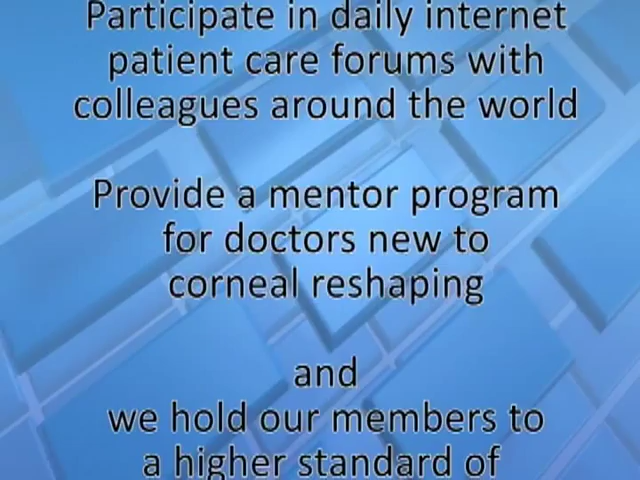 Participate in daily internet
patient care forums with
colleagues around the world
Provide a mentor program
for doctors new to
corneal reshaping
and
we hold our members to
a higher standard of